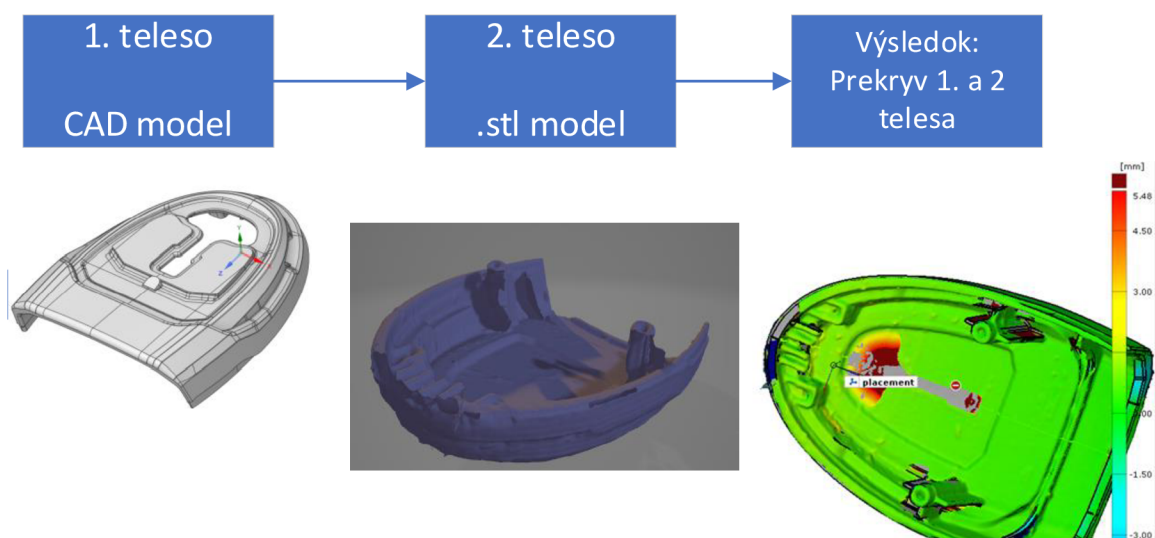 1. teleso
CAD model
2. teleso
.stl model
Výsledok:
Prekryv 1. a 2
telesa
[mm]
5.48
4.50
3.00
0.00
-1.50
-3.00
Y
Z
placement